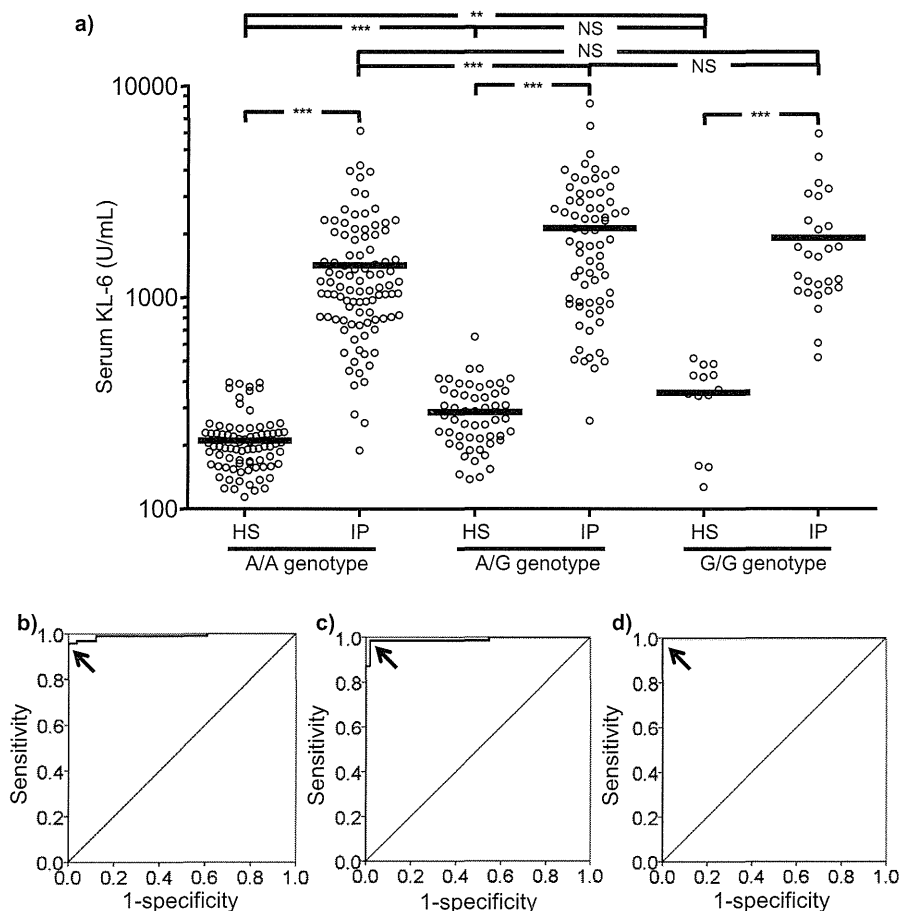 a)
**
*** NS
NS
*** NS
*** *** ***
10000
1000
100
Serum KL-6 (U/mL)
HS IP HS IP HS IP
A/A genotype A/G genotype G/G genotype
b) c) d)
1.0 0.8 0.6 0.4 0.2 0.0
Sensitivity
0.0 0.2 0.4 0.6 0.8 1.0
1-specificity
1.0 0.8 0.6 0.4 0.2 0.0
Sensitivity
0.0 0.2 0.4 0.6 0.8 1.0
1-specificity
1.0 0.8 0.6 0.4 0.2 0.0
Sensitivity
0.0 0.2 0.4 0.6 0.8 1.0
1-specificity